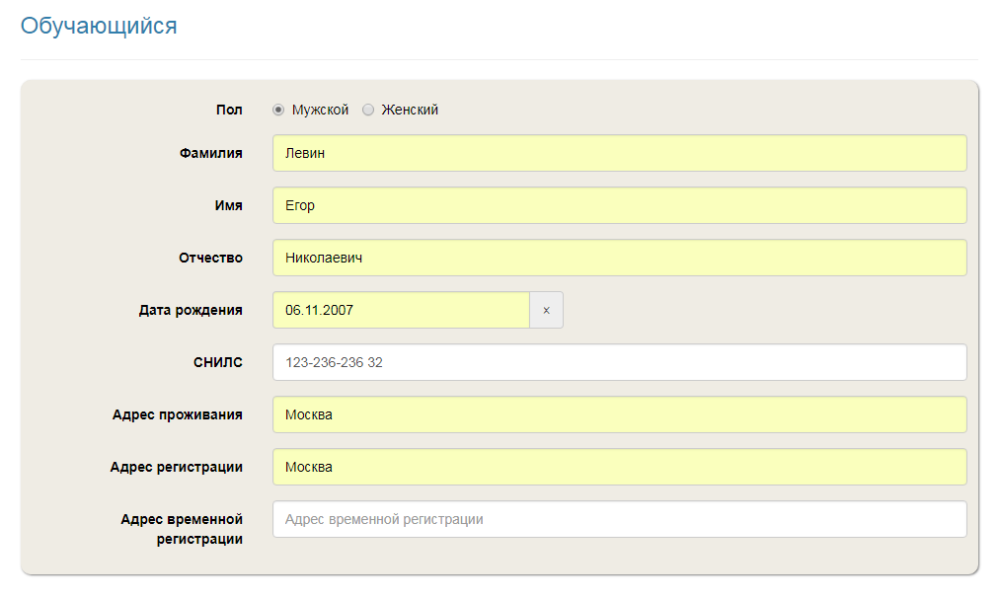 Обучающийся
Пол Мужской Женский
Фамилия Левин
Имя Егор
Отчество Николаевич
Дата рождения 06.11.2007 x
СНИЛС 123-236-236 32
Адрес проживания Москва
Адрес регистрации Москва
Адрес временной Адрес временной регистрации
регистрации